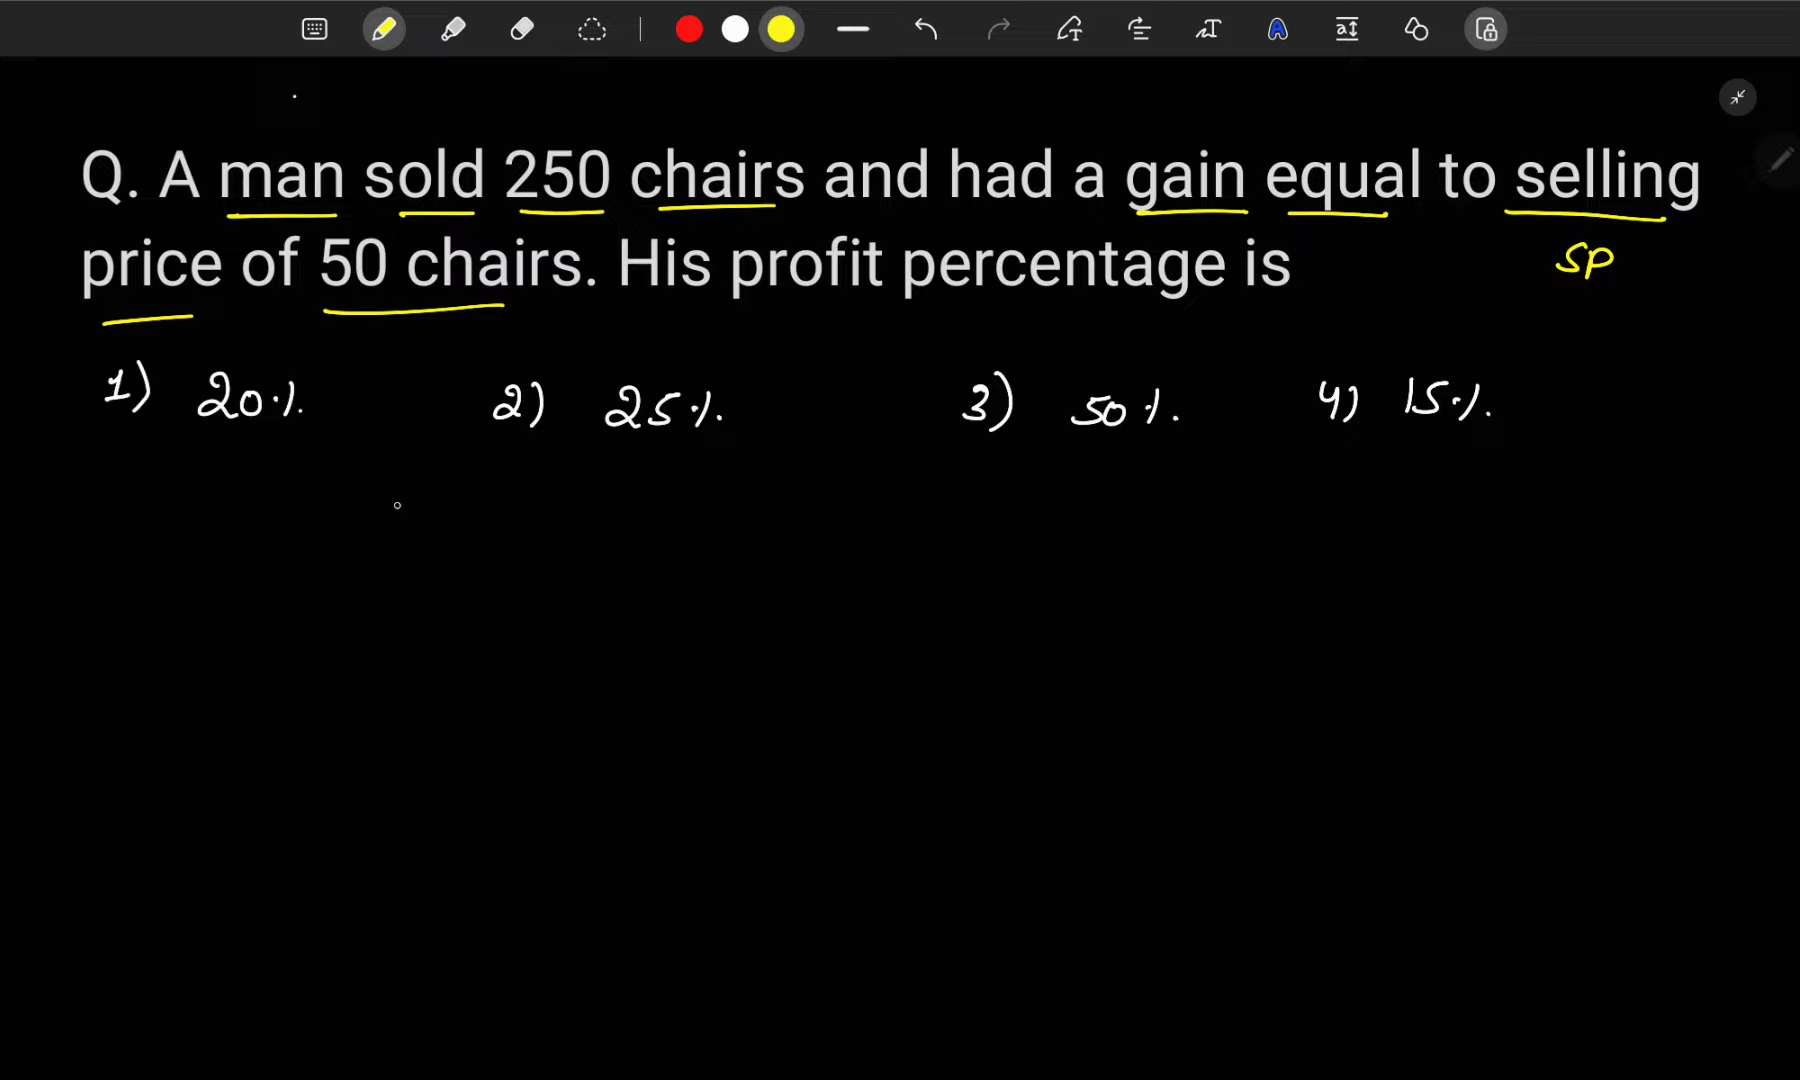 Q. A man sold 250 chairs and had a gain equal to selling
price of 50 chairs. His profit percentage is
SP
1) 20% 2) 25% 3) 50% 4) 15%